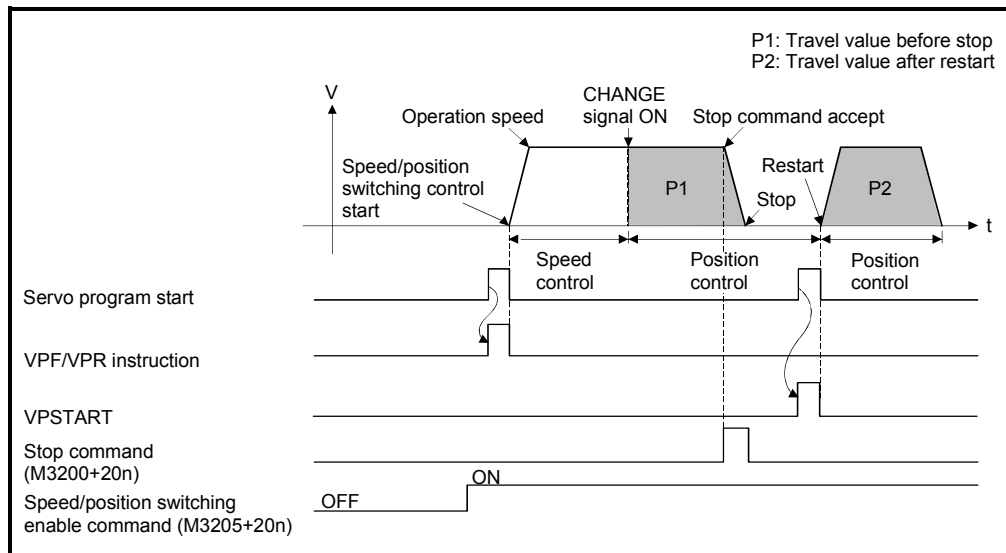 P1: Travel value before stop
P2: Travel value after restart
V
CHANGE
signal ON
Operation speed
Stop command accept
Speed/position
switching control
start
P1
Restart
P2
Stop
t
Speed
control
Position
control
Position
control
Servo program start
VPF/VPR instruction
VPSTART
Stop command
(M3200+20n)
ON
OFF
Speed/position switching
enable command (M3205+20n)